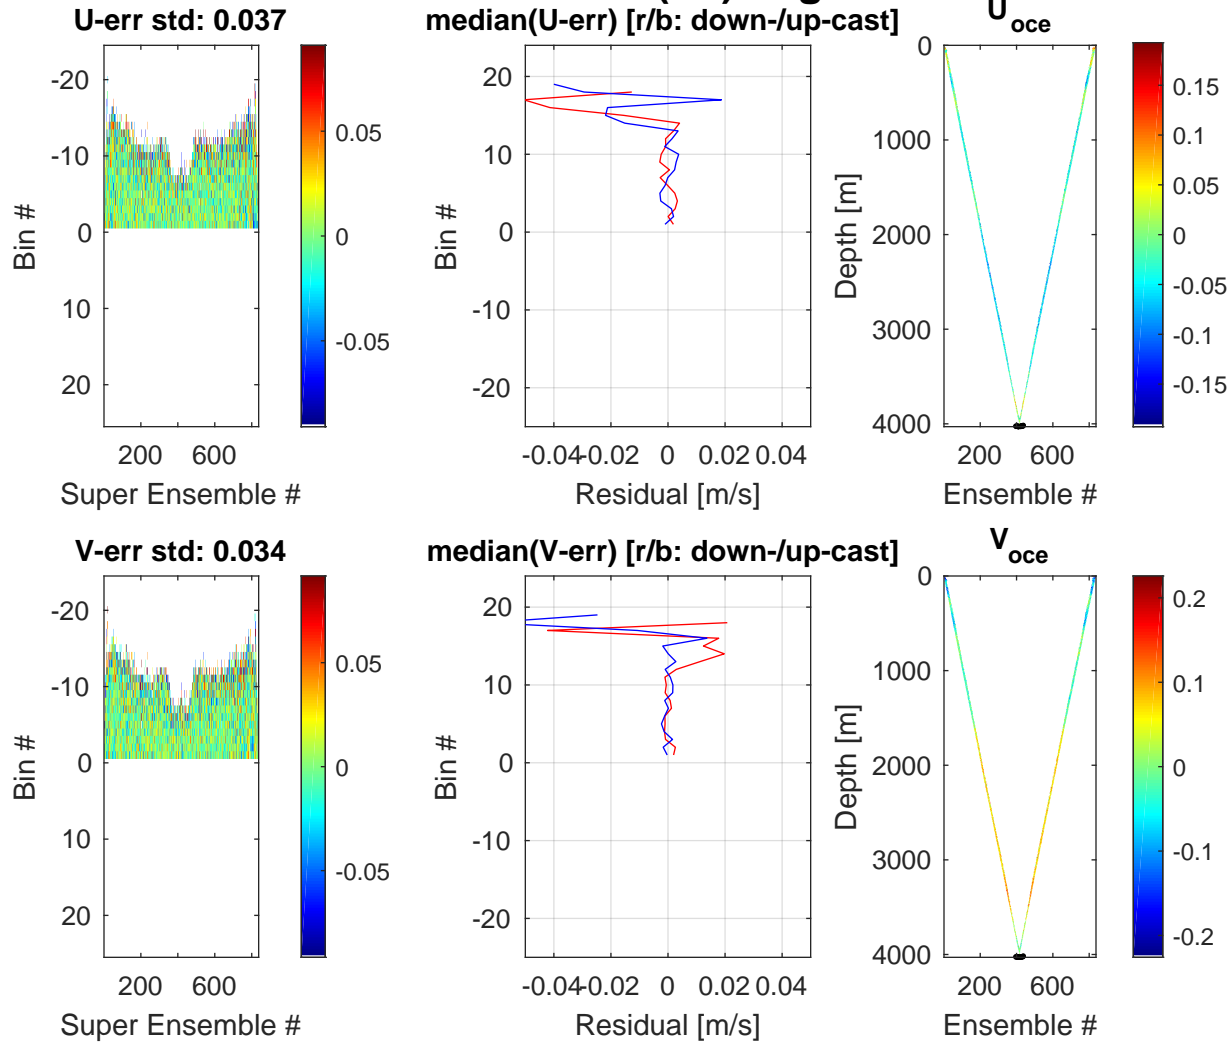 U-err std: 0.037
-20
-10
0
10
20
200 600
Super Ensemble #
Bin #
0.05
0
-0.05
median(U-err) [r/b: down-/up-cast]
20
10
0
-10
-20
-0.04 -0.02 0 0.02 0.04
Residual [m/s]
Bin #
U_oce
0
1000
2000
3000
4000
200 600
Ensemble #
Depth [m]
0.15
0.1
0.05
0
-0.05
-0.1
-0.15
V-err std: 0.034
-20
-10
0
10
20
200 600
Super Ensemble #
Bin #
0.05
0
-0.05
median(V-err) [r/b: down-/up-cast]
20
10
0
-10
-20
-0.04 -0.02 0 0.02 0.04
Residual [m/s]
Bin #
V_oce
0
1000
2000
3000
4000
200 600
Ensemble #
Depth [m]
0.2
0.1
0
-0.1
-0.2